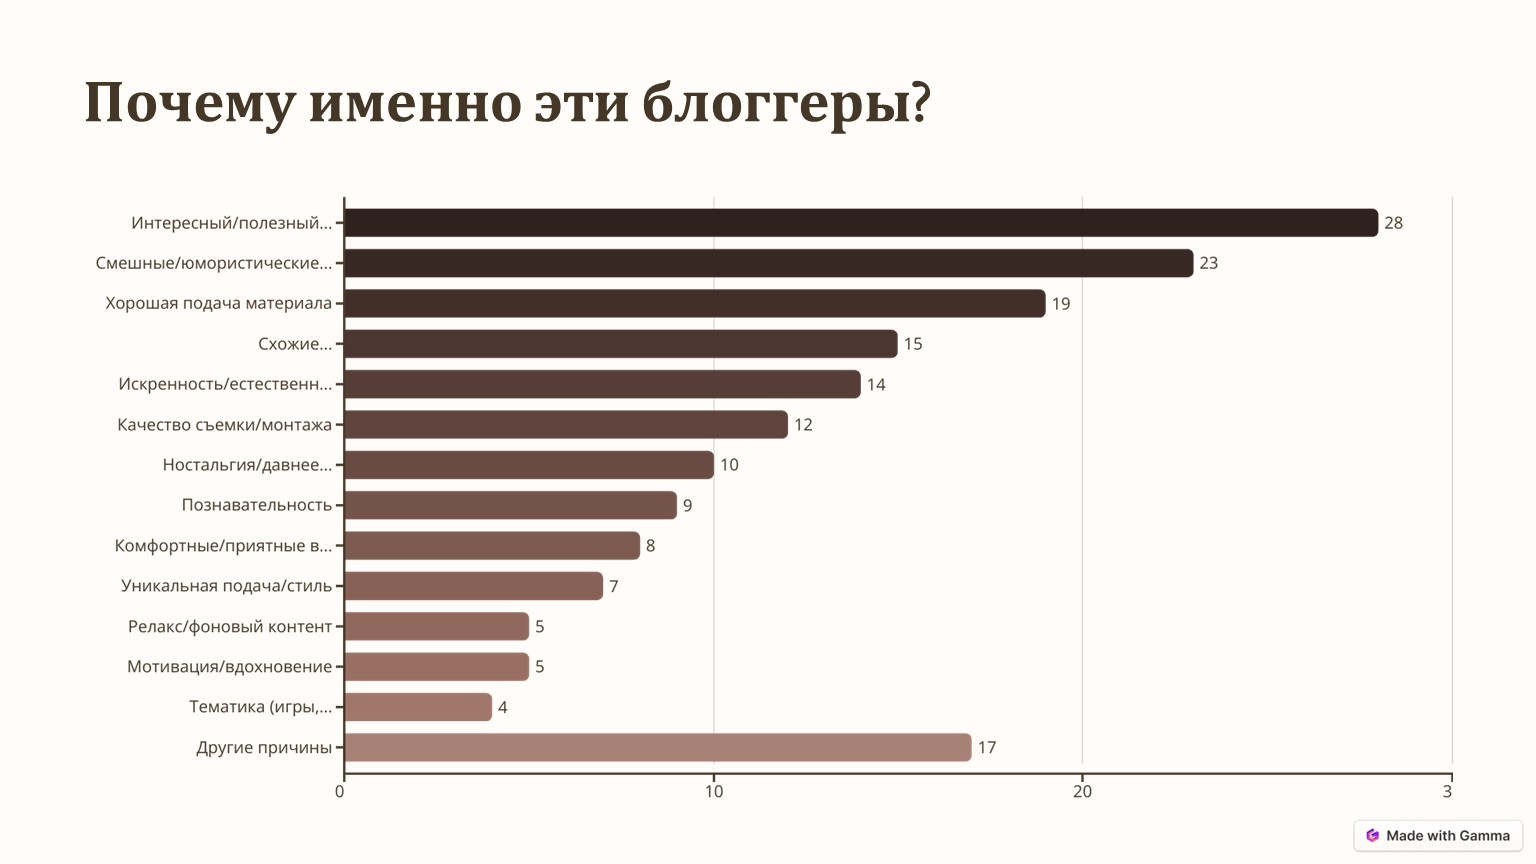 Почему именно эти блоггеры?
Интересный/полезный... 28
Смешные/юмористические... 23
Хорошая подача материала 19
Схожие... 15
Искренность/естественн... 14
Качество съемки/монтажа 12
Ностальгия/давнее... 10
Познавательность 9
Комфортные/приятные в... 8
Уникальная подача/стиль 7
Релакс/фоновый контент 5
Мотивация/вдохновение 5
Тематика (игры,... 4
Другие причины 17
0 10 20 3
Made with Gamma